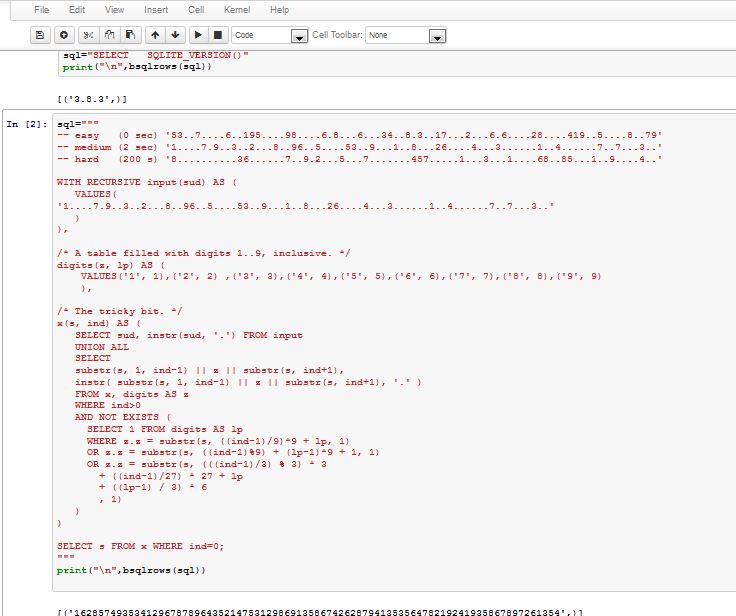 File Edit View Insert Cell Kernel Help
Code Cell Toolbar: None
sql="SELECT   SQLITE_VERSION()"
print("\n",bsqlrows(sql))
[('3.8.3',)]
In [2]: sql="""
-- easy   (0 sec) '53..7....6..195....98....6.8...6...34..8.3..17...2...6.6....28....419..5....8..79'
-- medium (2 sec) '1....7.9..3..2...8..96..5....53..9...1..8...26....4...3......1..4......7..7...3..'
-- hard   (200 s) '8..........36......7..9.2...5...7.......457.....1...3...1....68..85...1..9....4..'
WITH RECURSIVE input(sud) AS (
VALUES(
'1....7.9..3..2...8..96..5....53..9...1..8...26....4...3......1..4......7..7...3..'
)
),
/* A table filled with digits 1..9, inclusive. */
digits(z, lp) AS (
VALUES('1', 1),('2', 2) ,('3', 3),('4', 4),('5', 5),('6', 6),('7', 7),('8', 8),('9', 9)
),
/* The tricky bit. */
x(s, ind) AS (
SELECT sud, instr(sud, '.') FROM input
UNION ALL
SELECT
substr(s, 1, ind-1) || z || substr(s, ind+1),
instr( substr(s, 1, ind-1) || z || substr(s, ind+1), '.' )
FROM x, digits AS z
WHERE ind>0
AND NOT EXISTS (
SELECT 1 FROM digits AS lp
WHERE z.z = substr(s, ((ind-1)/9)*9 + lp, 1)
OR z.z = substr(s, ((ind-1)%9) + (lp-1)*9 + 1, 1)
OR z.z = substr(s, (((ind-1)/3) % 3) * 3
+ ((ind-1)/27) * 27 + lp
+ ((lp-1) / 3) * 6
, 1)
)
)
SELECT s FROM x WHERE ind=0;
"""
print("\n",bsqlrows(sql))
[('162857493534129678789643521475312986913586742628794135356478219241935867897261354',)]